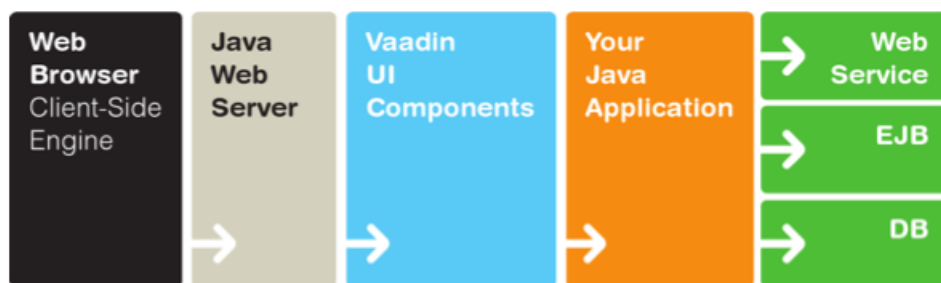 Web
Browser
Client-Side
Engine
Java
Web
Server
Vaadin
UI
Components
Your
Java
Application
Web
Service
EJB
DB